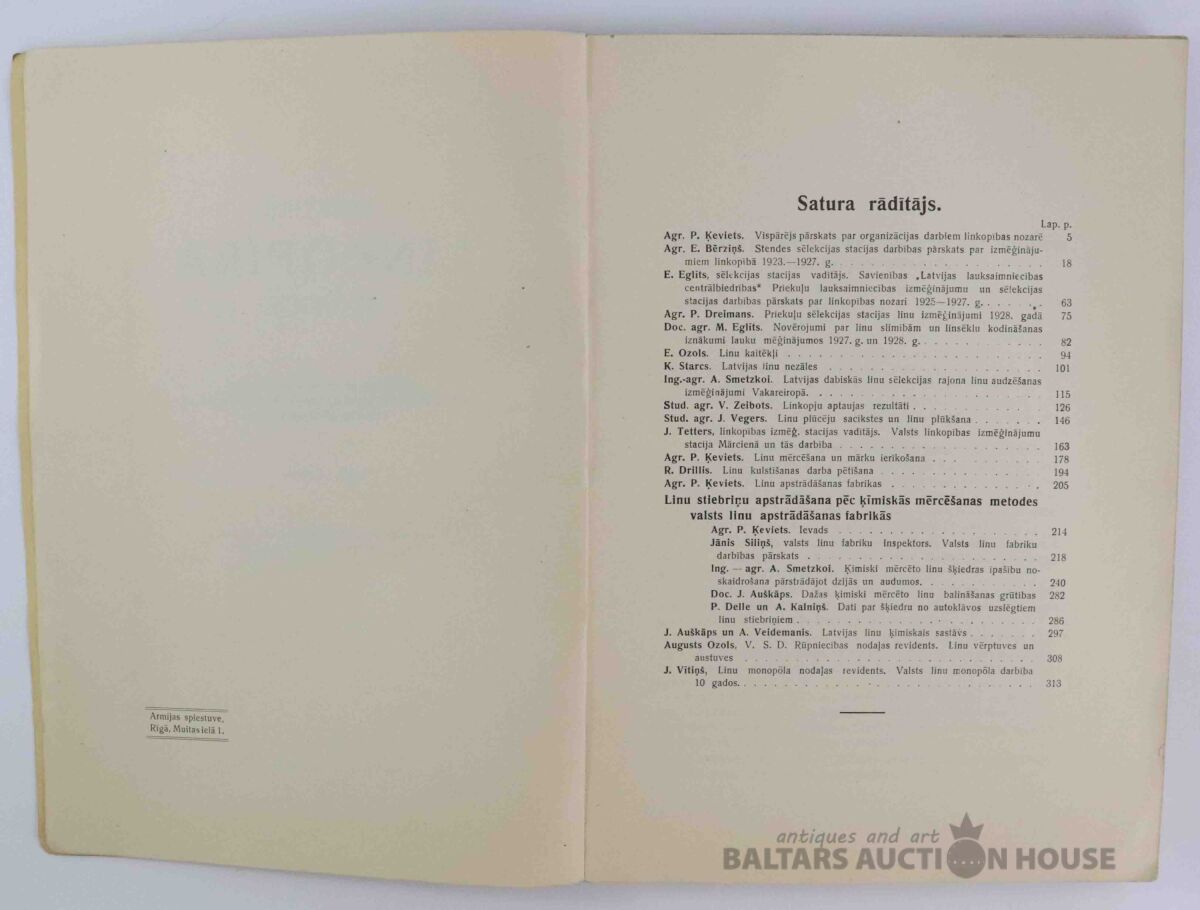 Armijas spiestuve,
Rīgā, Muitas ielā 1.
Satura rādītājs.
Lap. p.
Agr. P. Ķeviets. Vispārējs pārskats par organizācijas darbiem linkopības nozarē 5
Agr. E. Bērziņš. Stendes sēlekcijas stacijas darbības pārskats par izmēģināju-
miem linkopībā 1923.—1927. g. 18
E. Eglits, sēlekcijas stacijas vadītājs. Savienības „Latvijas lauksaimniecības
centrālbiedrības" Priekuļu lauksaimniecības izmēģinājumu un sēlekcijas
stacijas darbības pārskats par linkopības nozari 1925—1927. g. 63
Agr. P. Dreimans. Priekuļu sēlekcijas stacijas linu izmēģinājumi 1928. gadā 75
Doc. agr. M. Eglits. Novērojumi par linu slimībām un linsēklu kodināšanas
iznākumi lauku mēģinājumos 1927. g. un 1928. g. 82
E. Ozols. Linu kaitēkļi 94
K. Starcs. Latvijas linu nezāles 101
Ing.-agr. A. Smetzkoi. Latvijas dabiskās linu sēlekcijas rajona linu audzēšanas
izmēģinājumi Vakareiropā. 115
Stud. agr. V. Zeibots. Linkopju aptaujas rezultāti 126
Stud. agr. J. Vegers. Linu plūcēju sacikstes un linu plūkšana 146
J. Tetters, linkopības izmēģ. stacijas vadītājs. Valsts linkopības izmēģinājumu
stacija Mārcienā un tās darbība 163
Agr. P. Ķeviets. Linu mērcēšana un mārku ierīkošana 178
R. Drillis. Linu kulstīšanas darba pētīšana 194
Agr. P. Ķeviets. Linu apstrādāšanas fabrikas 205
Linu stiebriņu apstrādāšana pēc ķīmiskās mērcēšanas metodes
valsts linu apstrādāšanas fabrikās
Agr. P. Ķeviets. Ievads 214
Jānis Siliņš, valsts linu fabriku inspektors. Valsts linu fabriku
darbības pārskats 218
Ing. — agr. A. Smetzkoi. Ķīmiski mērcēto linu šķiedras īpašību no-
skaidrošana pārstrādājot dzijās un audumos. 240
Doc. J. Auškāps. Dažas ķīmiski mērcēto linu balināšanas grūtības 282
P. Delle un A. Kalniņš. Dati par šķiedru no autoklāvos uzslēgtiem
linu stiebriņiem 286
J. Auškāps un A. Veidemanis. Latvijas linu ķīmiskais sastāvs 297
Augusts Ozols, V. S. D. Rūpniecības nodaļas revidents. Linu vērptuves un
austuves 308
J. Vītiņš, Linu monopōla nodaļas revidents. Valsts linu monopōla darbība
10 gados. 313
antiques and art
BALTARS AUCTION HOUSE